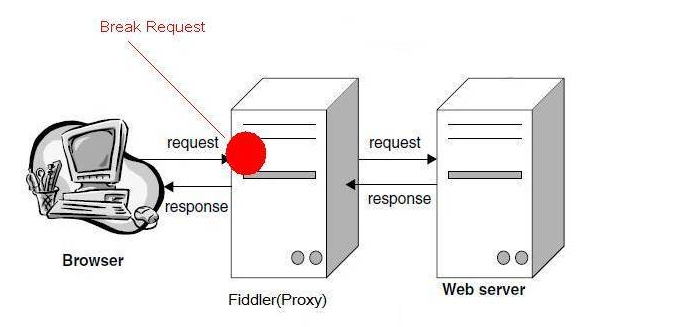 Break Request
request
request
response
response
Browser
Fiddler(Proxy)
Web server